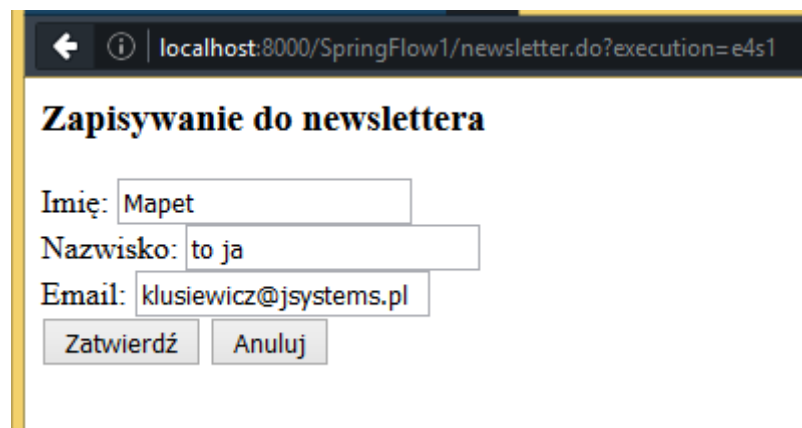 localhost:8000/SpringFlow1/newsletter.do?execution=e4s1
Zapisywanie do newslettera
Imię: Mapet
Nazwisko: to ja
Email: klusiewicz@jsystems.pl
Zatwierdź Anuluj